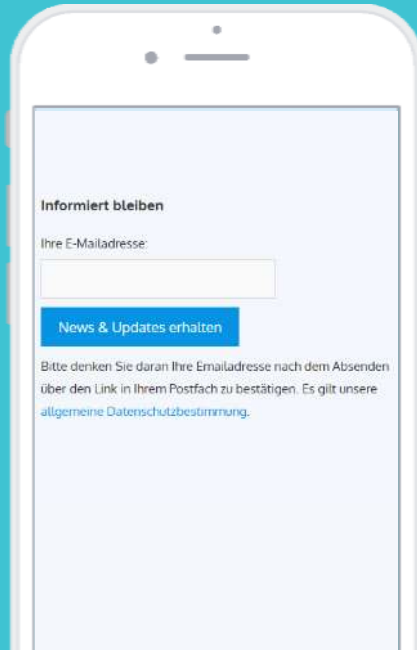 Informiert bleiben
Ihre E-Mailadresse:
News & Updates erhalten
Bitte denken Sie daran Ihre Emailadresse nach dem Absenden
über den Link in Ihrem Postfach zu bestätigen. Es gilt unsere
allgemeine Datenschutzbestimmung.